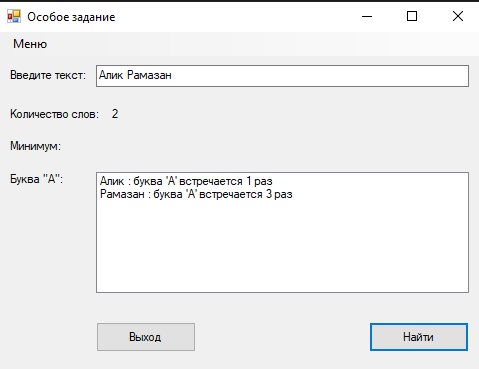 Особое задание
Меню
Введите текст: Алик Рамазан
Количество слов: 2
Минимум:
Буква "А":
Алик : буква 'А' встречается 1 раз
Рамазан : буква 'А' встречается 3 раз
Выход Найти